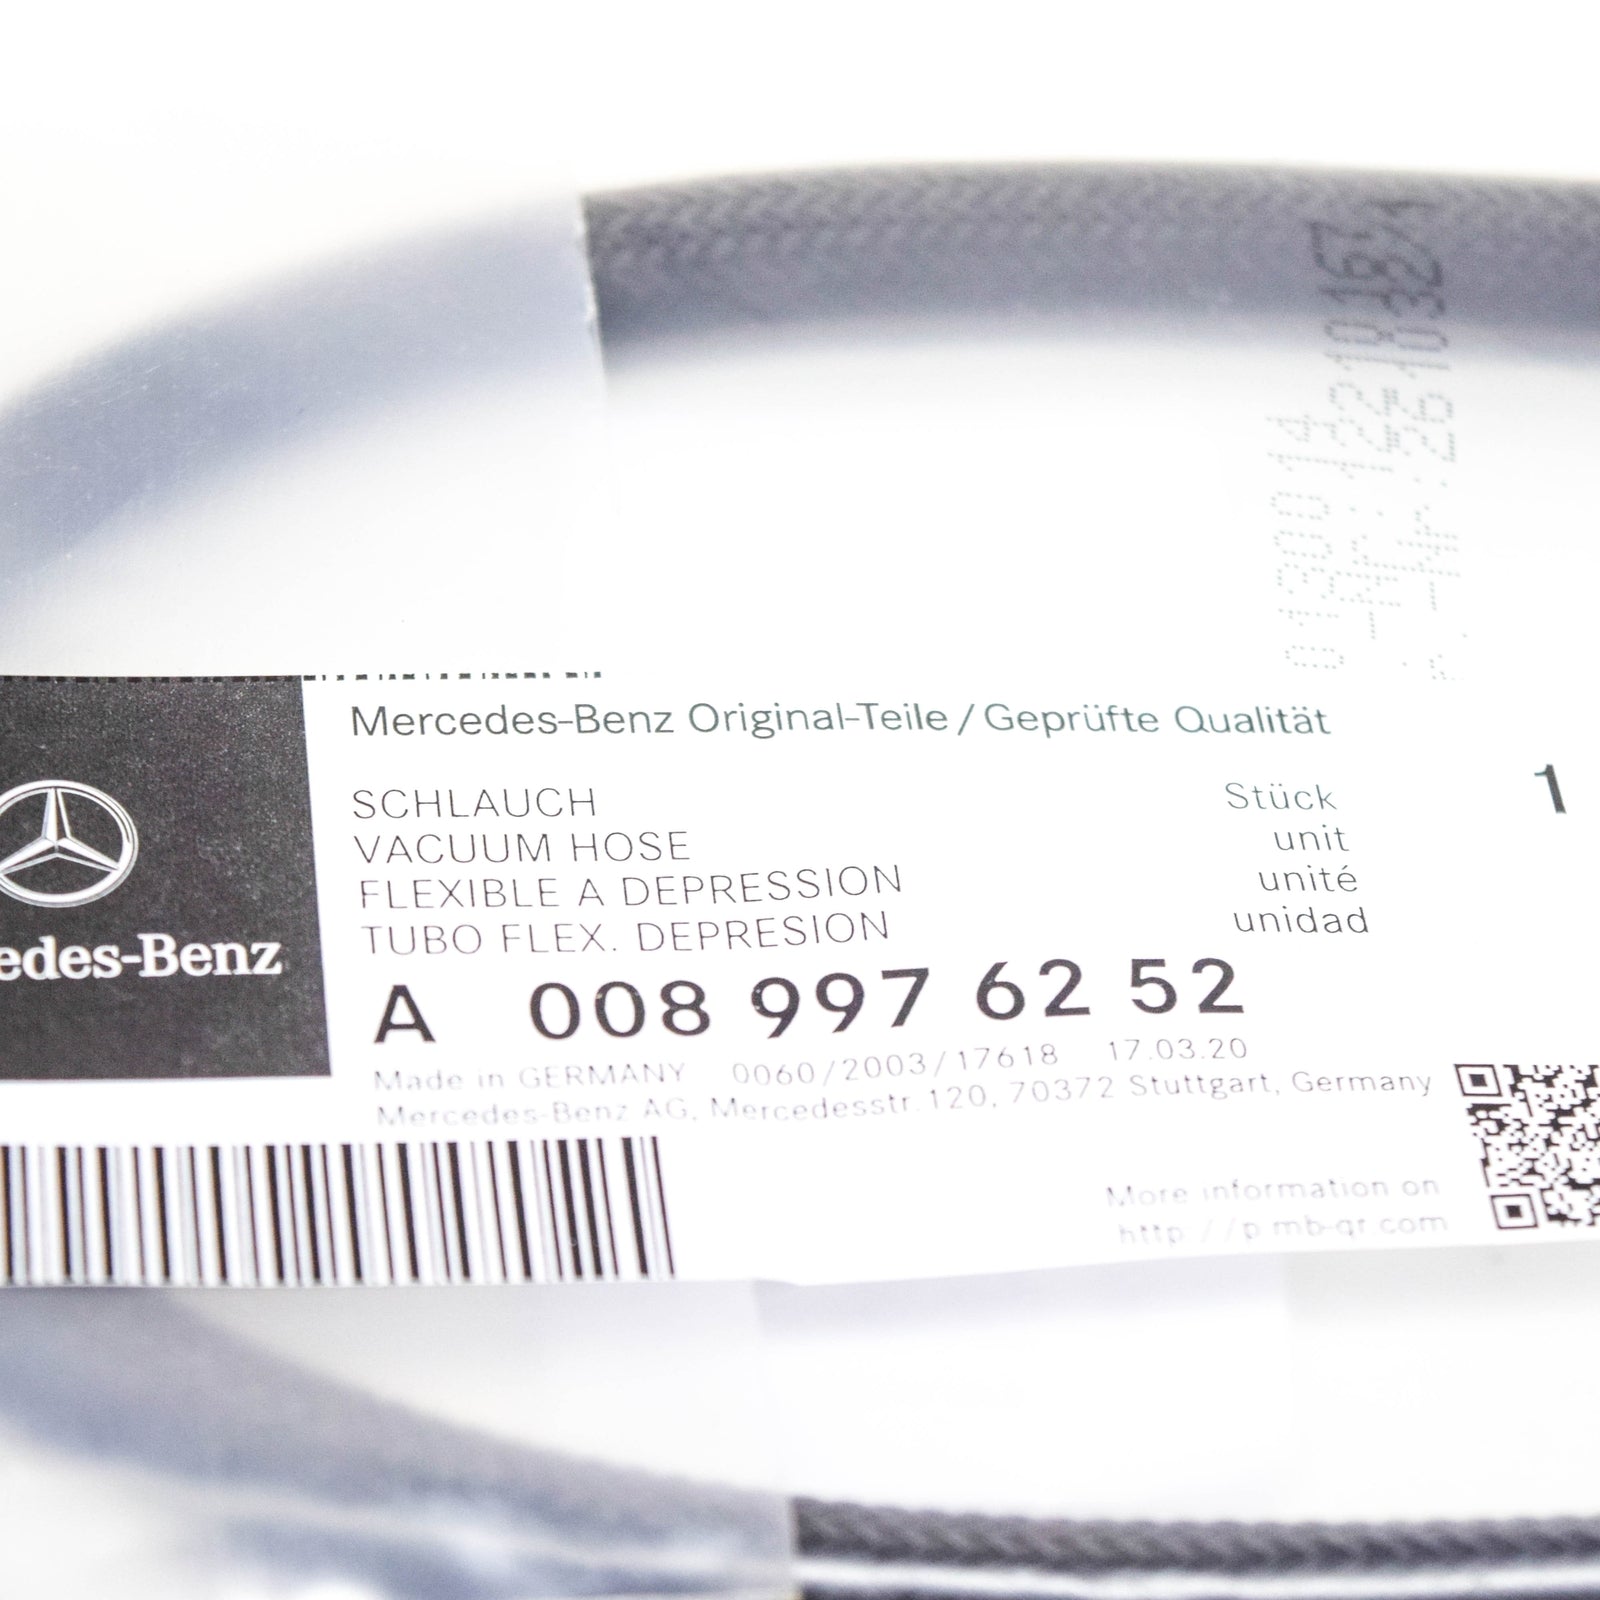 Mercedes-Benz Original-Teile / Geprüfte Qualität
SCHLAUCH
VACUUM HOSE
FLEXIBLE A DEPRESSION
TUBO FLEX. DEPRESION
Stück
unit
unité
unidad
1
edes-Benz
A 008 997 62 52
Made in GERMANY 0060/2003/17618 17.03.20
Mercedes-Benz AG, Mercedesstr.120, 70372 Stuttgart, Germany
More information on
http://p.mb-qr.com